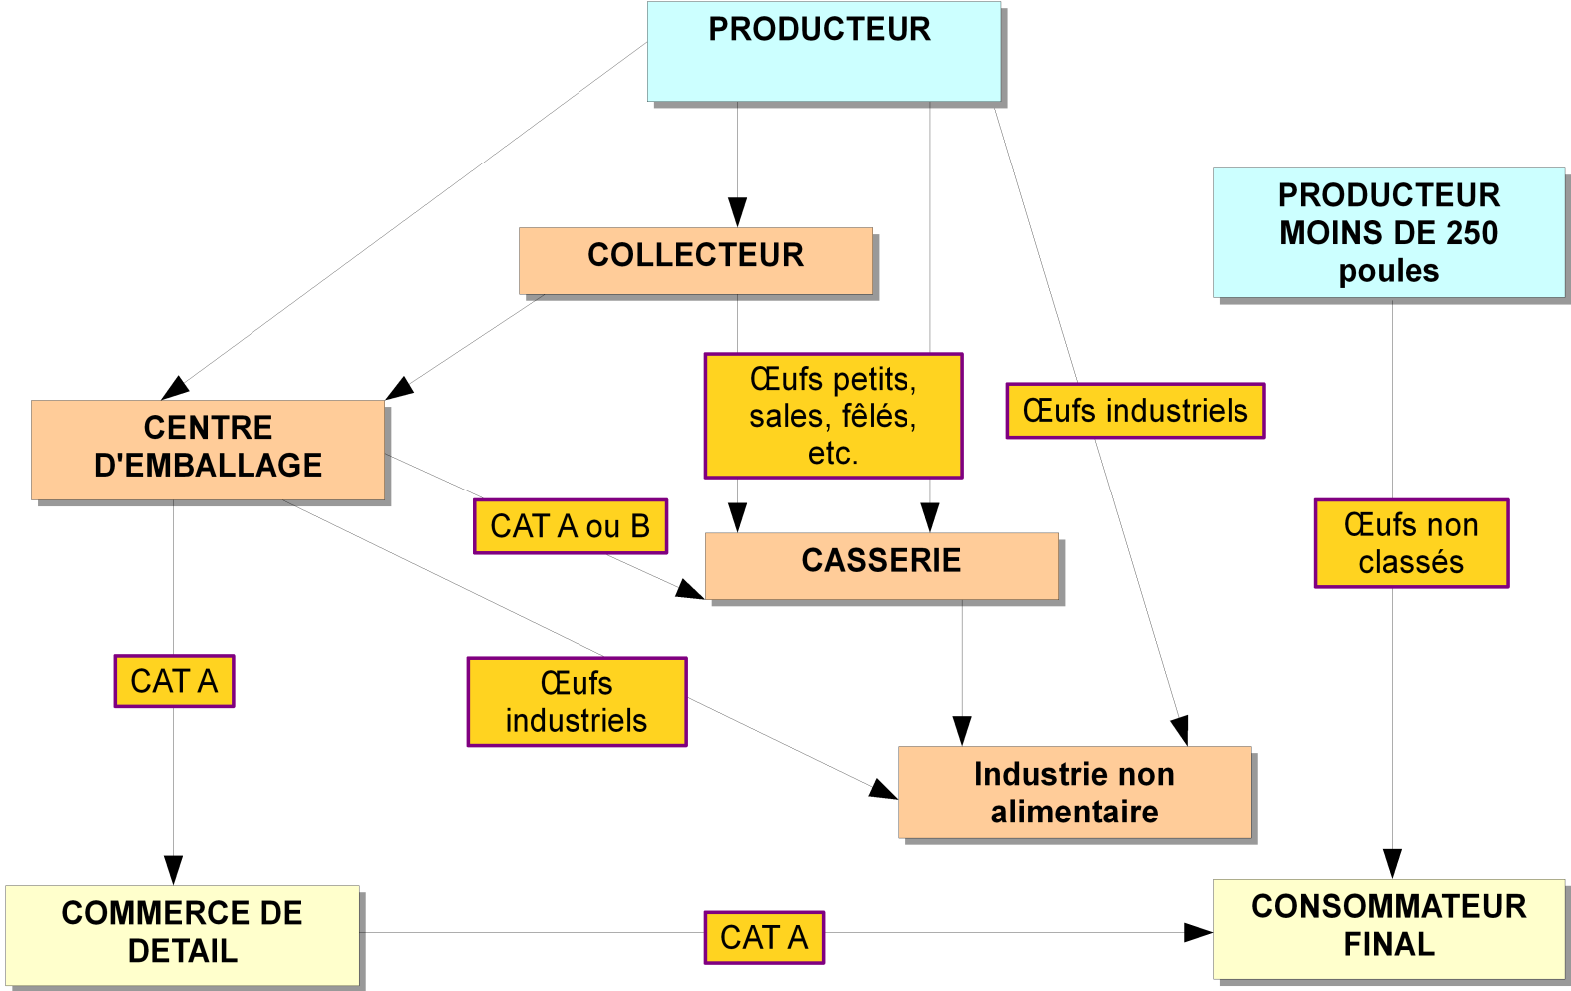 PRODUCTEUR
PRODUCTEUR
MOINS DE 250
poules
COLLECTEUR
Œufs petits,
sales, fêlés,
etc.
Œufs industriels
CENTRE
D'EMBALLAGE
CAT A ou B
Œufs non
classés
CASSERIE
CAT A
Œufs
industriels
Industrie non
alimentaire
COMMERCE DE
DETAIL
CAT A
CONSOMMATEUR
FINAL